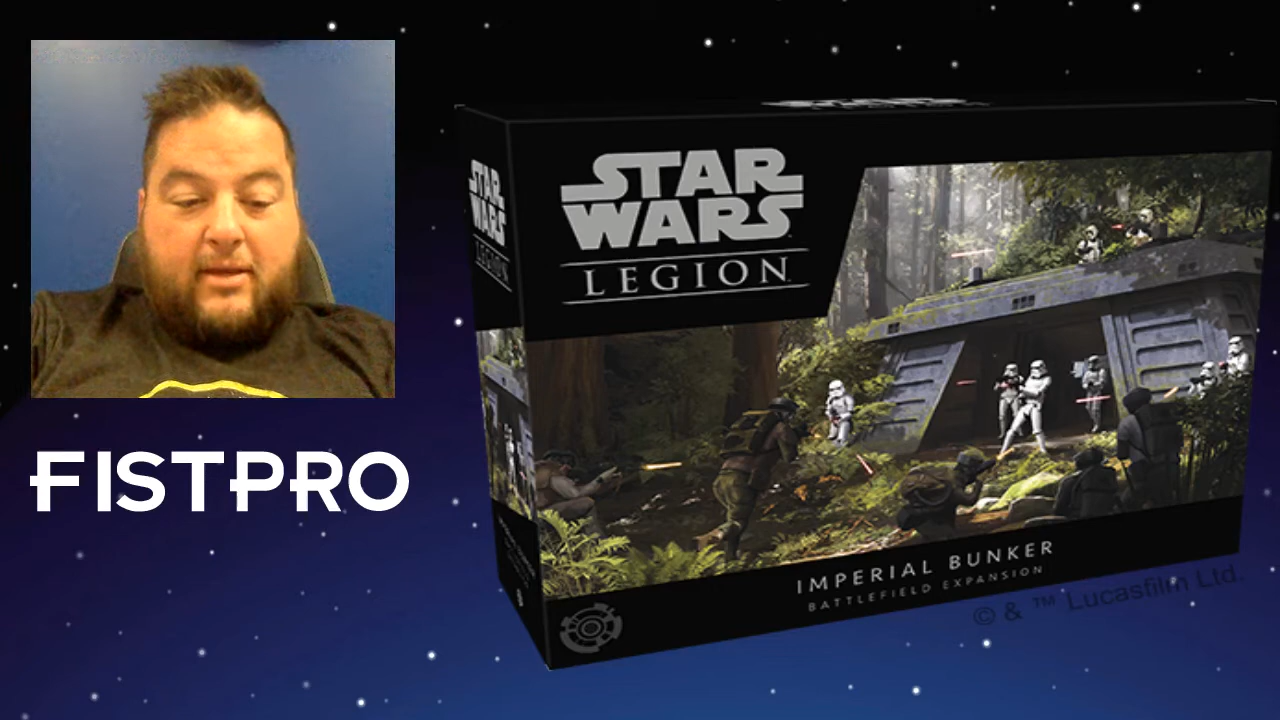 STAR
WARS
LEGION
STAR
WARS
LEGION
FISTPRO
IMPERIAL BUNKER
BATTLEFIELD EXPANSION
© & ™ Lucasfilm Ltd.